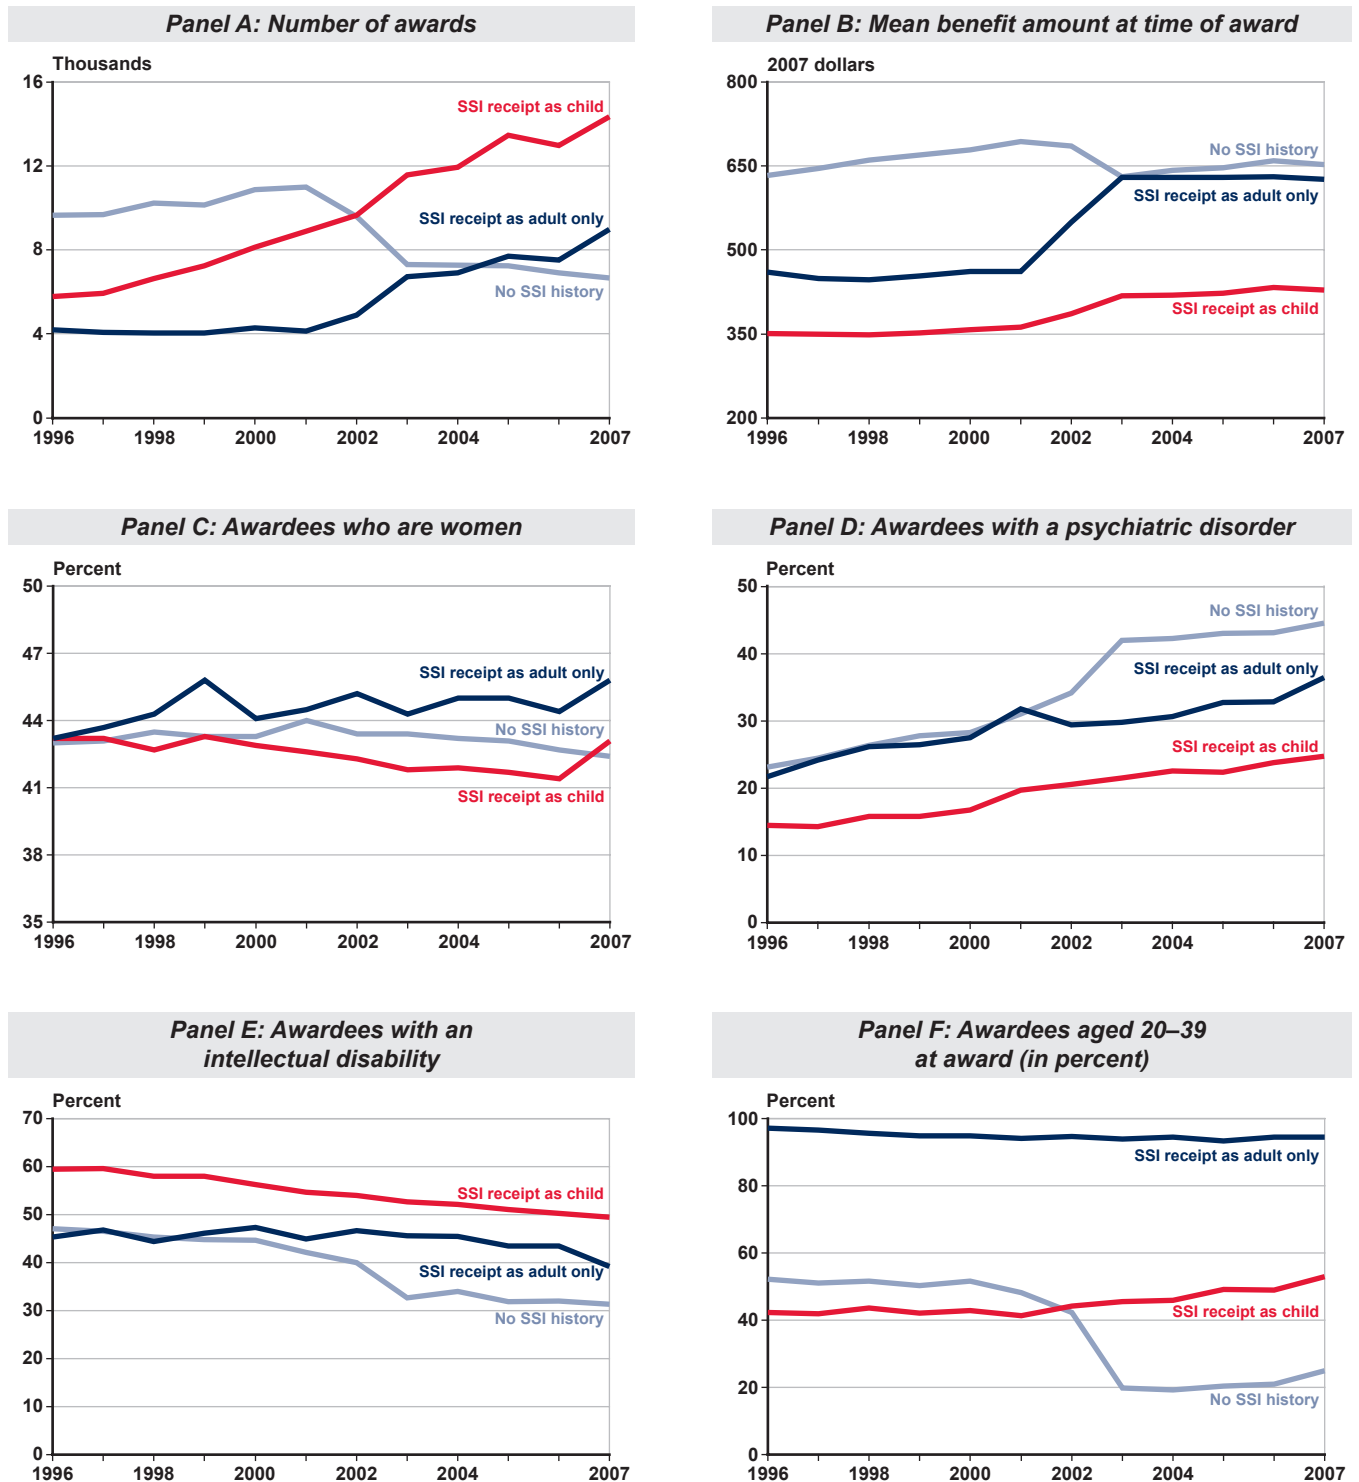 Panel A: Number of awards
Thousands
16
12
8
4
0
SSI receipt as child
SSI receipt as adult only
No SSI history
1996 1998 2000 2002 2004 2007
Panel B: Mean benefit amount at time of award
2007 dollars
800
650
500
350
200
No SSI history
SSI receipt as adult only
SSI receipt as child
1996 1998 2000 2002 2004 2007
Panel C: Awardees who are women
Percent
50
47
44
41
38
35
SSI receipt as adult only
No SSI history
SSI receipt as child
1996 1998 2000 2002 2004 2007
Panel D: Awardees with a psychiatric disorder
Percent
50
40
30
20
10
0
No SSI history
SSI receipt as adult only
SSI receipt as child
1996 1998 2000 2002 2004 2007
Panel E: Awardees with an
intellectual disability
Percent
70
60
50
40
30
20
10
0
SSI receipt as child
SSI receipt as adult only
No SSI history
1996 1998 2000 2002 2004 2007
Panel F: Awardees aged 20–39
at award (in percent)
Percent
100
80
60
40
20
0
SSI receipt as adult only
SSI receipt as child
No SSI history
1996 1998 2000 2002 2004 2007